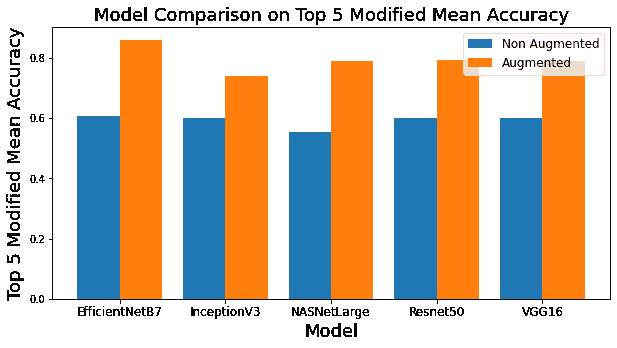 Model Comparison on Top 5 Modified Mean Accuracy
Top 5 Modified Mean Accuracy
0.8
0.6
0.4
0.2
0.0
Non Augmented
Augmented
EfficientNetB7 InceptionV3 NASNetLarge Resnet50 VGG16
Model